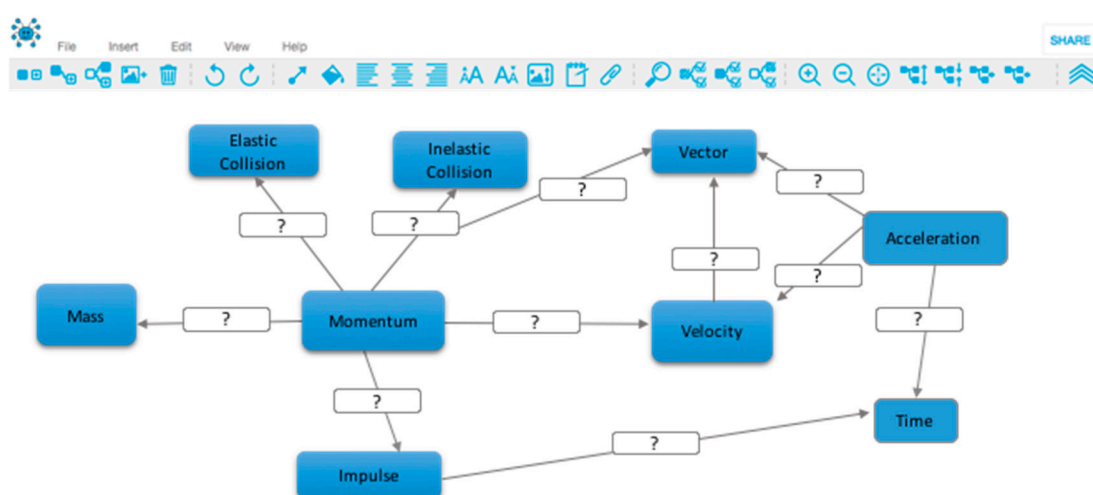 File Insert Edit View Help
SHARE
Elastic
Collision
Inelastic
Collision
Vector
?
?
?
?
Acceleration
?
?
Mass
?
Momentum
?
Velocity
?
?
Time
?
Impulse